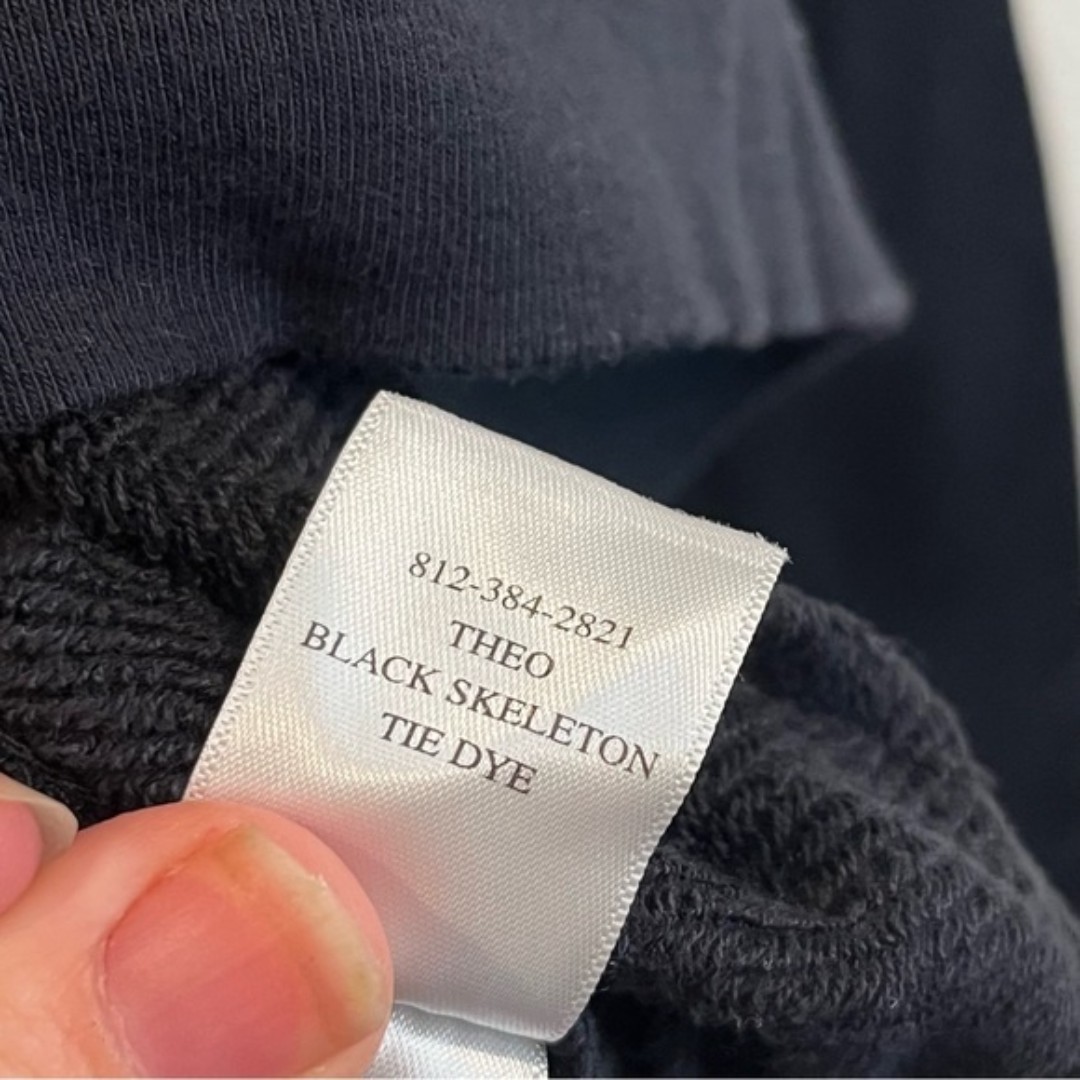 812-384-2821
THEO
BLACK SKELETON
TIE DYE